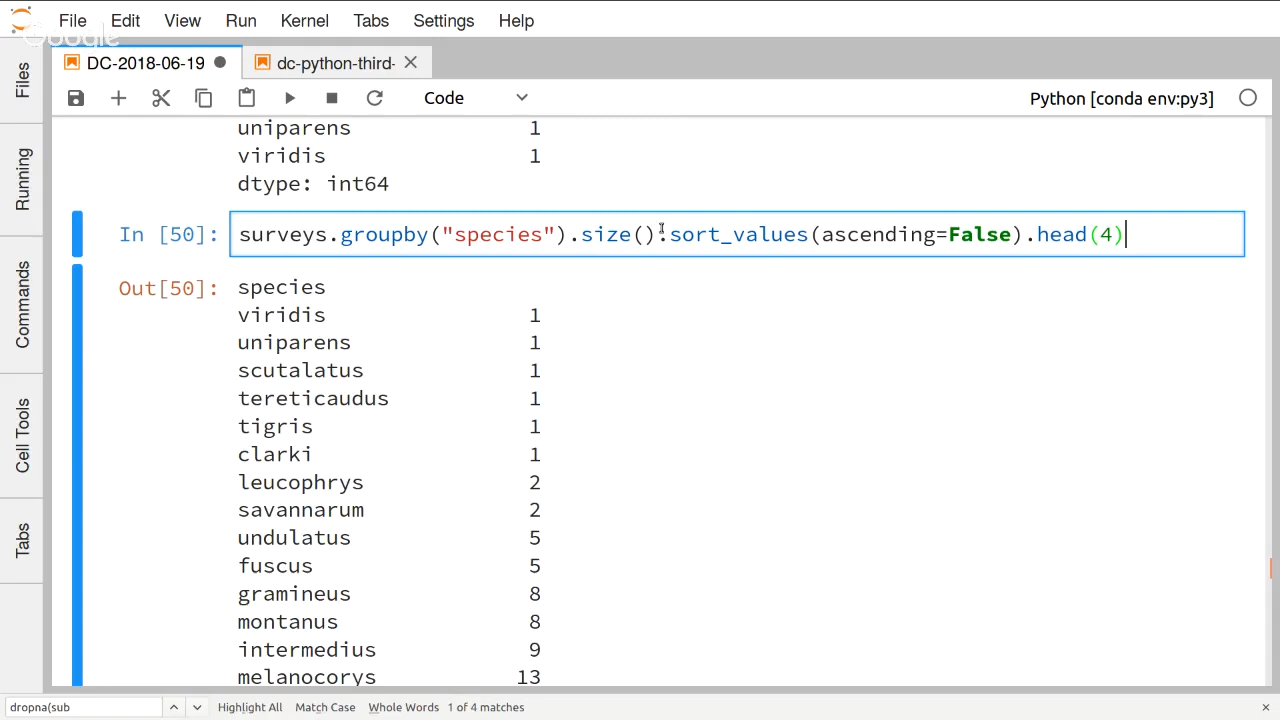 File Edit View Run Kernel Tabs Settings Help
Google
DC-2018-06-19 dc-python-third-
Code Python [conda env:py3]
Files
Running
Commands
Cell Tools
Tabs
uniparens 1
viridis 1
dtype: int64
In [50]: surveys.groupby("species").size().sort_values(ascending=False).head(4)
Out[50]: species
viridis 1
uniparens 1
scutalatus 1
tereticaudus 1
tigris 1
clarki 1
leucophrys 2
savannarum 2
undulatus 5
fuscus 5
gramineus 8
montanus 8
intermedius 9
melanocorys 13
dropna(sub Highlight All Match Case Whole Words 1 of 4 matches